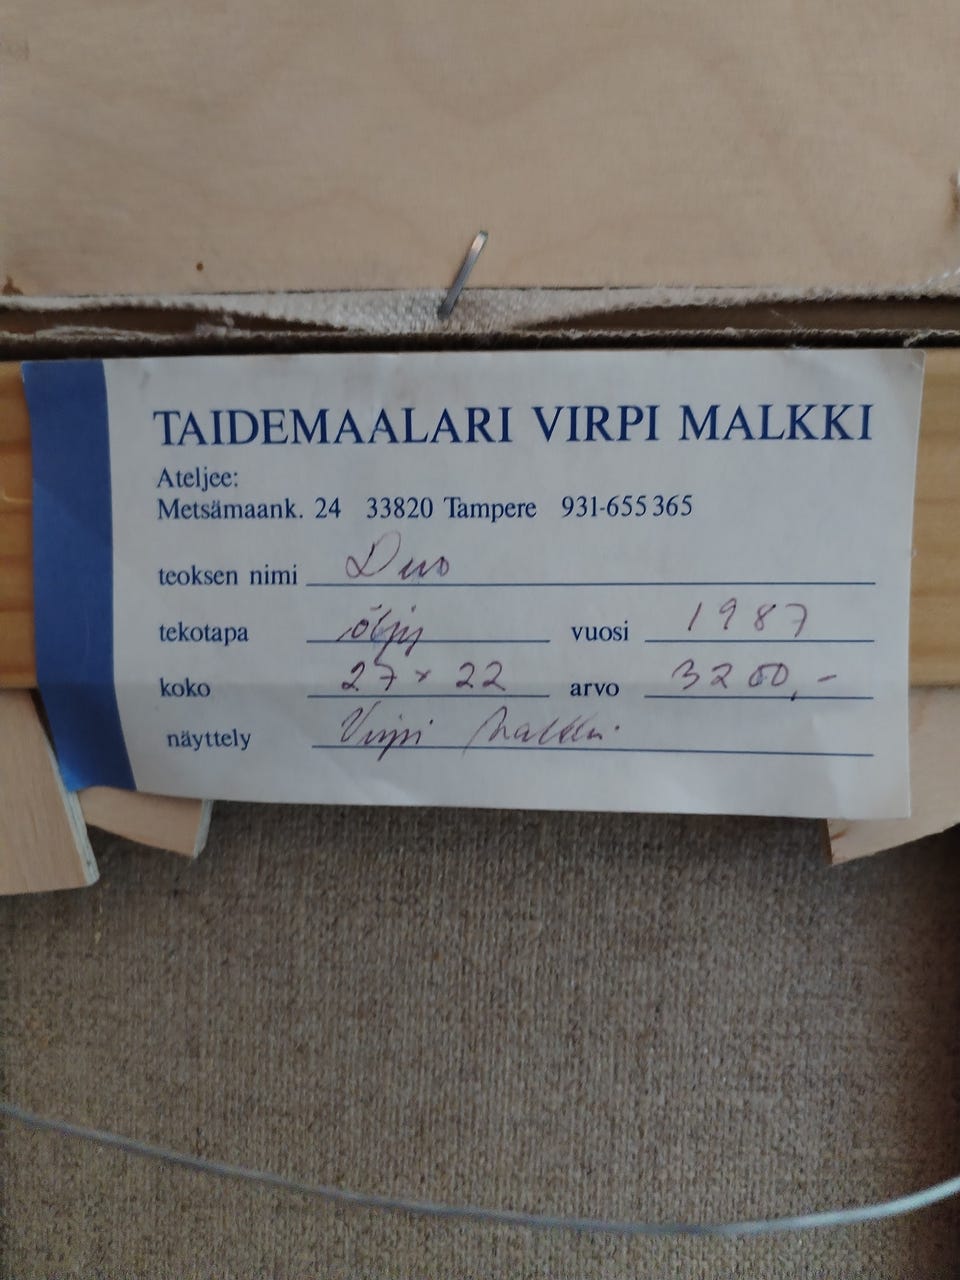 TAIDEMAALARI VIRPI MALKKI
Ateljee:
Metsämaank. 24 33820 Tampere 931-655 365
teoksen nimi Duo
tekotapa öljy vuosi 1987
koko 27 x 22 arvo 3200,-
näyttely Virpi Malkki